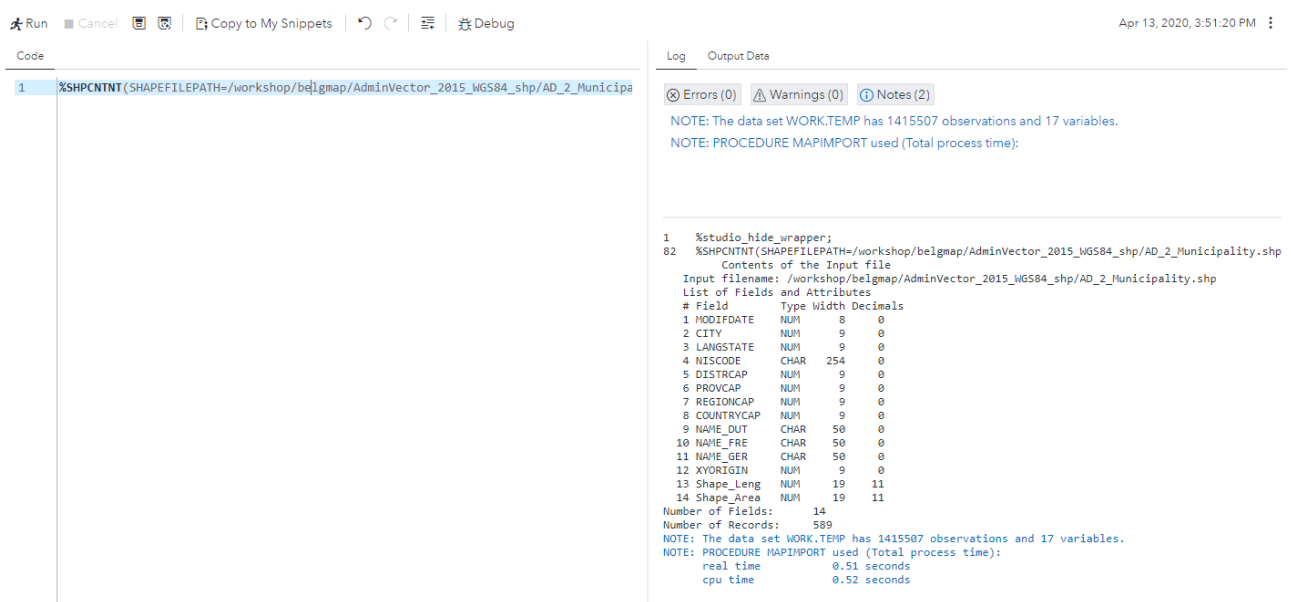 Run Cancel Copy to My Snippets Debug Apr 13, 2020, 3:51:20 PM
Code
1 %SHPCNTNT(SHAPEFILEPATH=/workshop/belgmap/AdminVector_2015_WGS84_shp/AD_2_Municipa
Log Output Data
Errors (0) Warnings (0) Notes (2)
NOTE: The data set WORK.TEMP has 1415507 observations and 17 variables.
NOTE: PROCEDURE MAPIMPORT used (Total process time):
1 %studio_hide_wrapper;
82 %SHPCNTNT(SHAPEFILEPATH=/workshop/belgmap/AdminVector_2015_WGS84_shp/AD_2_Municipality.shp
Contents of the Input file
Input filename: /workshop/belgmap/AdminVector_2015_WGS84_shp/AD_2_Municipality.shp
List of Fields and Attributes
# Field Type Width Decimals
1 MODIFDATE NUM 8 0
2 CITY NUM 9 0
3 LANGSTATE NUM 9 0
4 NISCODE CHAR 254 0
5 DISTRCAP NUM 9 0
6 PROVCAP NUM 9 0
7 REGIONCAP NUM 9 0
8 COUNTRYCAP NUM 9 0
9 NAME_DUT CHAR 50 0
10 NAME_FRE CHAR 50 0
11 NAME_GER CHAR 50 0
12 XYORIGIN NUM 9 0
13 Shape_Leng NUM 19 11
14 Shape_Area NUM 19 11
Number of Fields: 14
Number of Records: 589
NOTE: The data set WORK.TEMP has 1415507 observations and 17 variables.
NOTE: PROCEDURE MAPIMPORT used (Total process time):
real time 0.51 seconds
cpu time 0.52 seconds